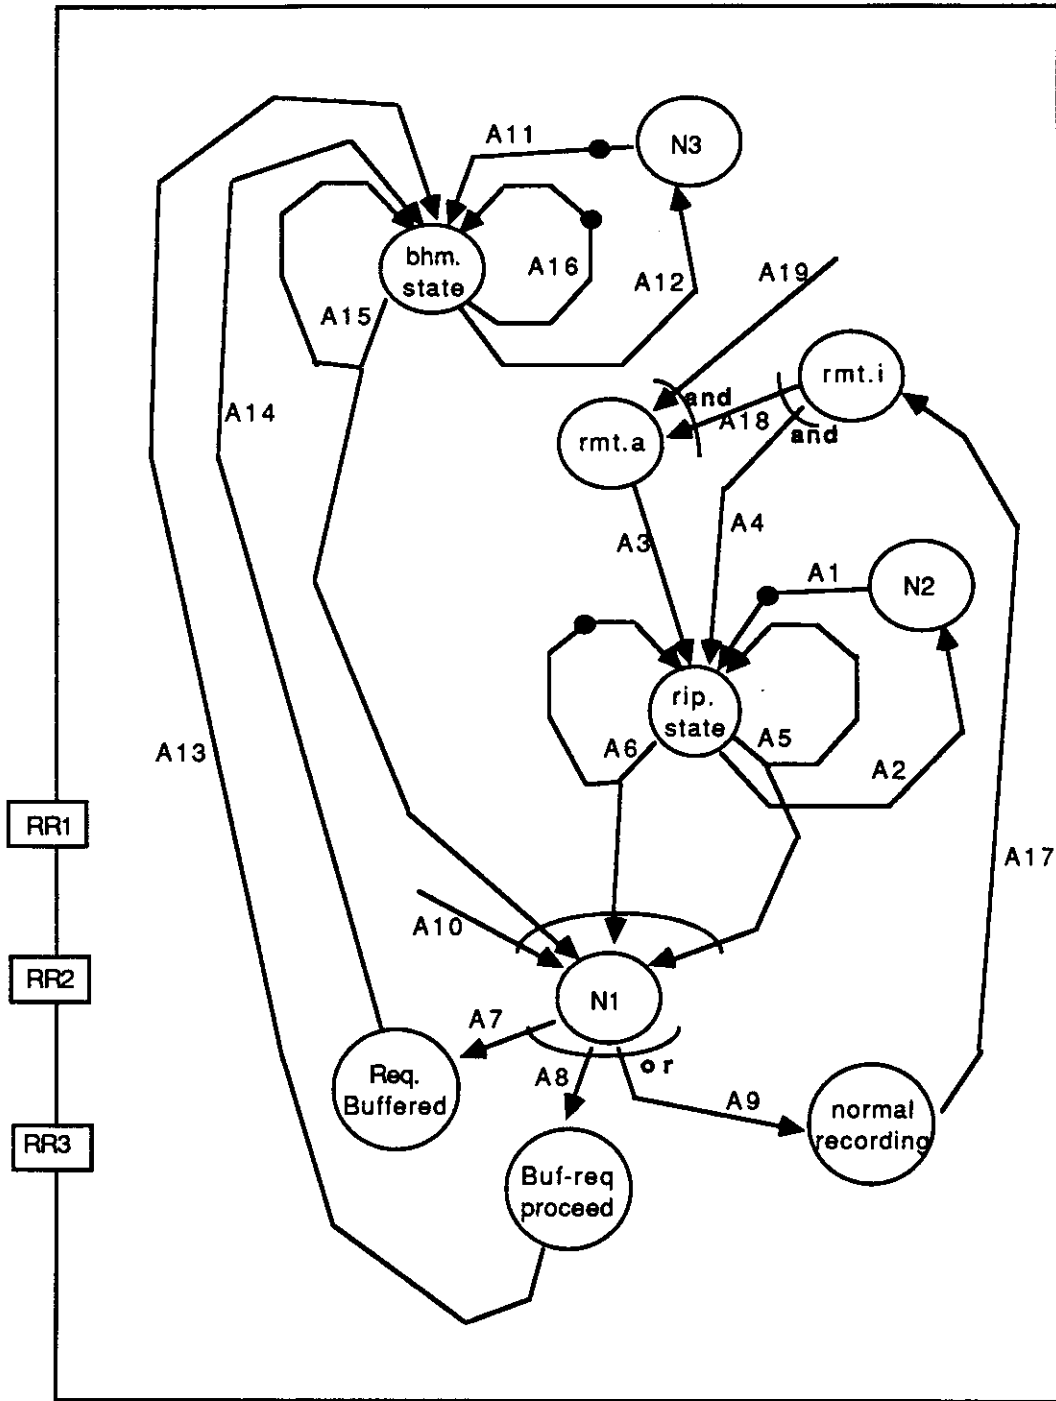 A11
N3
bhm.
state
A16
A12
A19
A15
rmt.i
and
A18
and
A14
rmt.a
A4
A3
A1
N2
rip.
state
A6
A5
A13
A2
RR1
A17
A10
RR2
N1
A7
or
A8
Req.
Buffered
A9
normal
recording
RR3
Buf-req
proceed